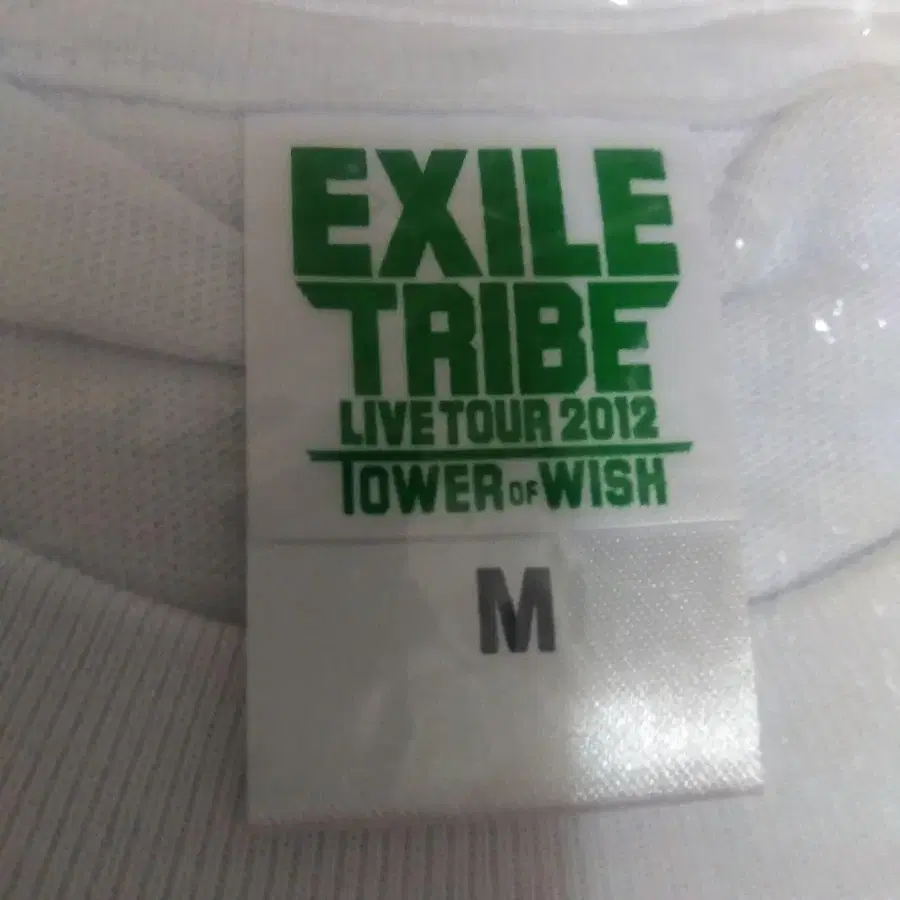 EXILE
TRIBE
LIVE TOUR 2012
TOWER OF WISH
M